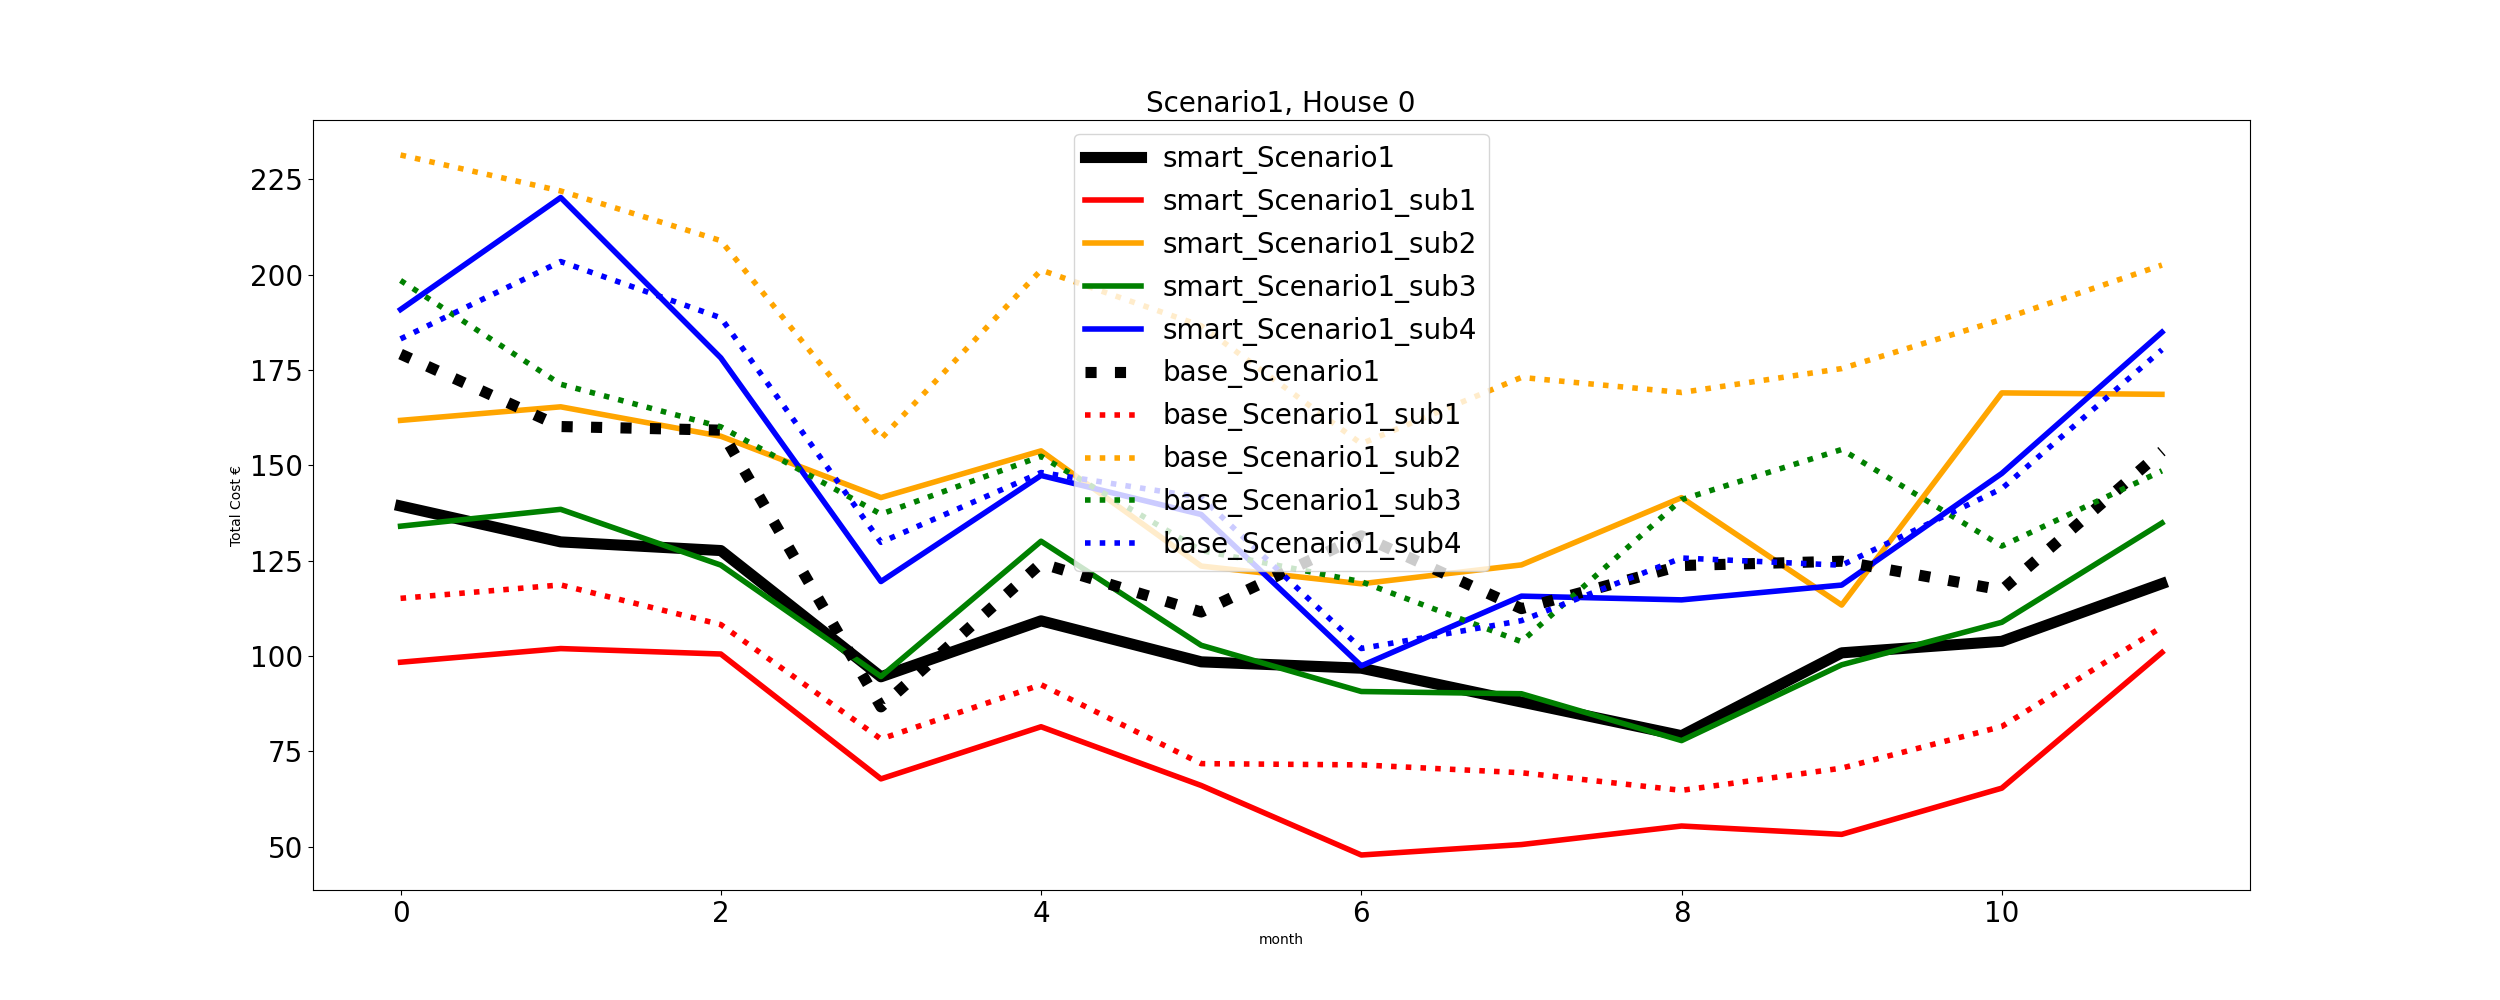 Scenario1, House 0
smart_Scenario1
smart_Scenario1_sub1
smart_Scenario1_sub2
smart_Scenario1_sub3
smart_Scenario1_sub4
base_Scenario1
base_Scenario1_sub1
base_Scenario1_sub2
base_Scenario1_sub3
base_Scenario1_sub4
Total Cost €
225
200
175
150
125
100
75
50
0 2 4 6 8 10
month